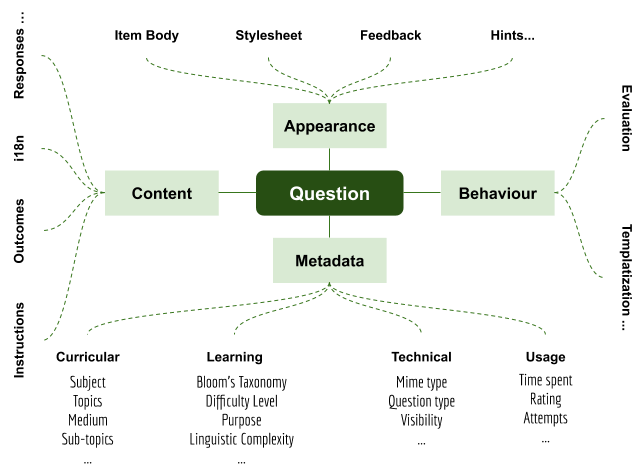 Item Body
Stylesheet
Feedback
Hints...
Responses ...
i18n
Outcomes
Instructions
Appearance
Content
Question
Behaviour
Metadata
Evaluation
Templatization ...
Curricular
Subject
Topics
Medium
Sub-topics
...
Learning
Bloom's Taxonomy
Difficulty Level
Purpose
Linguistic Complexity
...
Technical
Mime type
Question type
Visibility
...
Usage
Time spent
Rating
Attempts
...